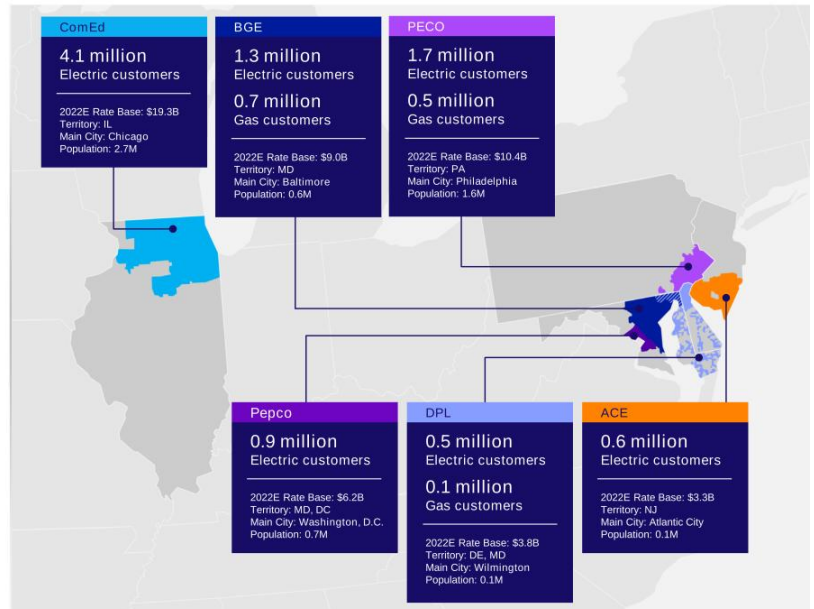 ComEd
4.1 million
Electric customers
2022E Rate Base: $19.3B
Territory: IL
Main City: Chicago
Population: 2.7M
BGE
1.3 million
Electric customers
0.7 million
Gas customers
2022E Rate Base: $9.0B
Territory: MD
Main City: Baltimore
Population: 0.6M
PECO
1.7 million
Electric customers
0.5 million
Gas customers
2022E Rate Base: $10.4B
Territory: PA
Main City: Philadelphia
Population: 1.6M
Pepco
0.9 million
Electric customers
2022E Rate Base: $6.2B
Territory: MD, DC
Main City: Washington, D.C.
Population: 0.7M
DPL
0.5 million
Electric customers
0.1 million
Gas customers
2022E Rate Base: $3.8B
Territory: DE, MD
Main City: Wilmington
Population: 0.1M
ACE
0.6 million
Electric customers
2022E Rate Base: $3.3B
Territory: NJ
Main City: Atlantic City
Population: 0.1M